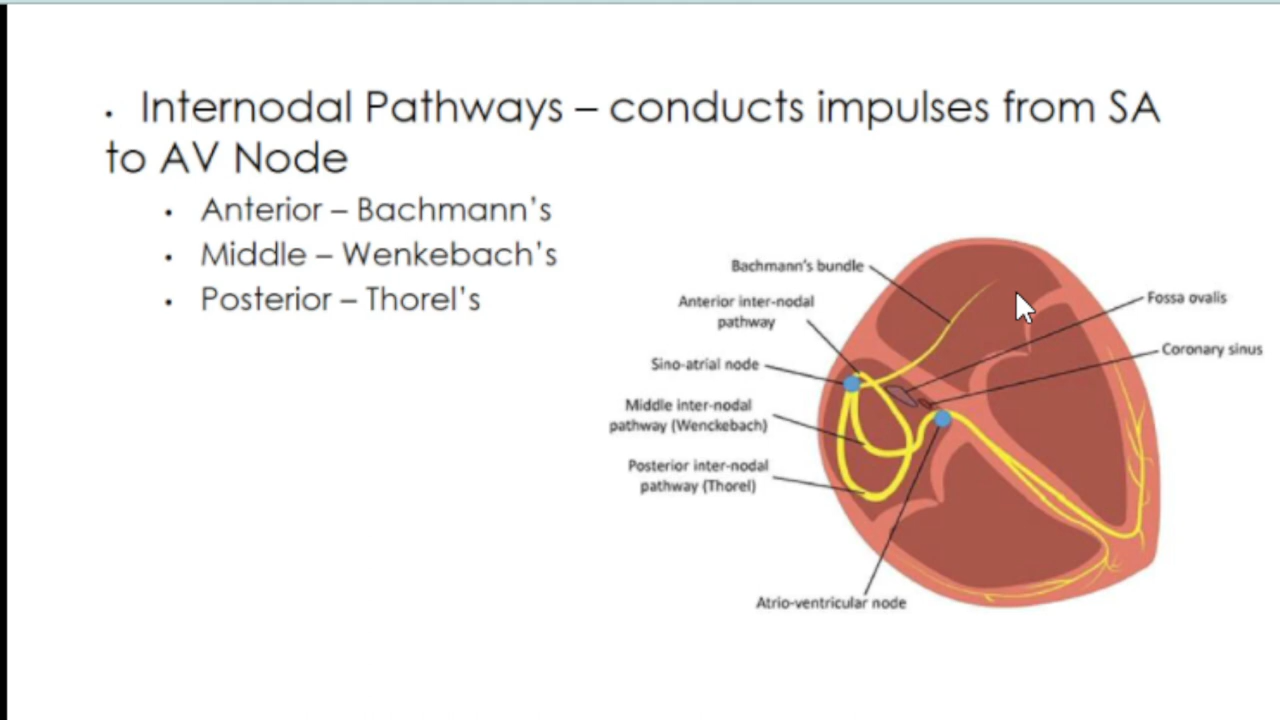 • Internodal Pathways – conducts impulses from SA
to AV Node
• Anterior – Bachmann's
• Middle – Wenkebach's
• Posterior – Thorel's
Bachmann's bundle
Anterior inter-nodal
pathway
Sino-atrial node
Middle inter-nodal
pathway (Wenckebach)
Posterior inter-nodal
pathway (Thorel)
Atrio-ventricular node
Fossa ovalis
Coronary sinus